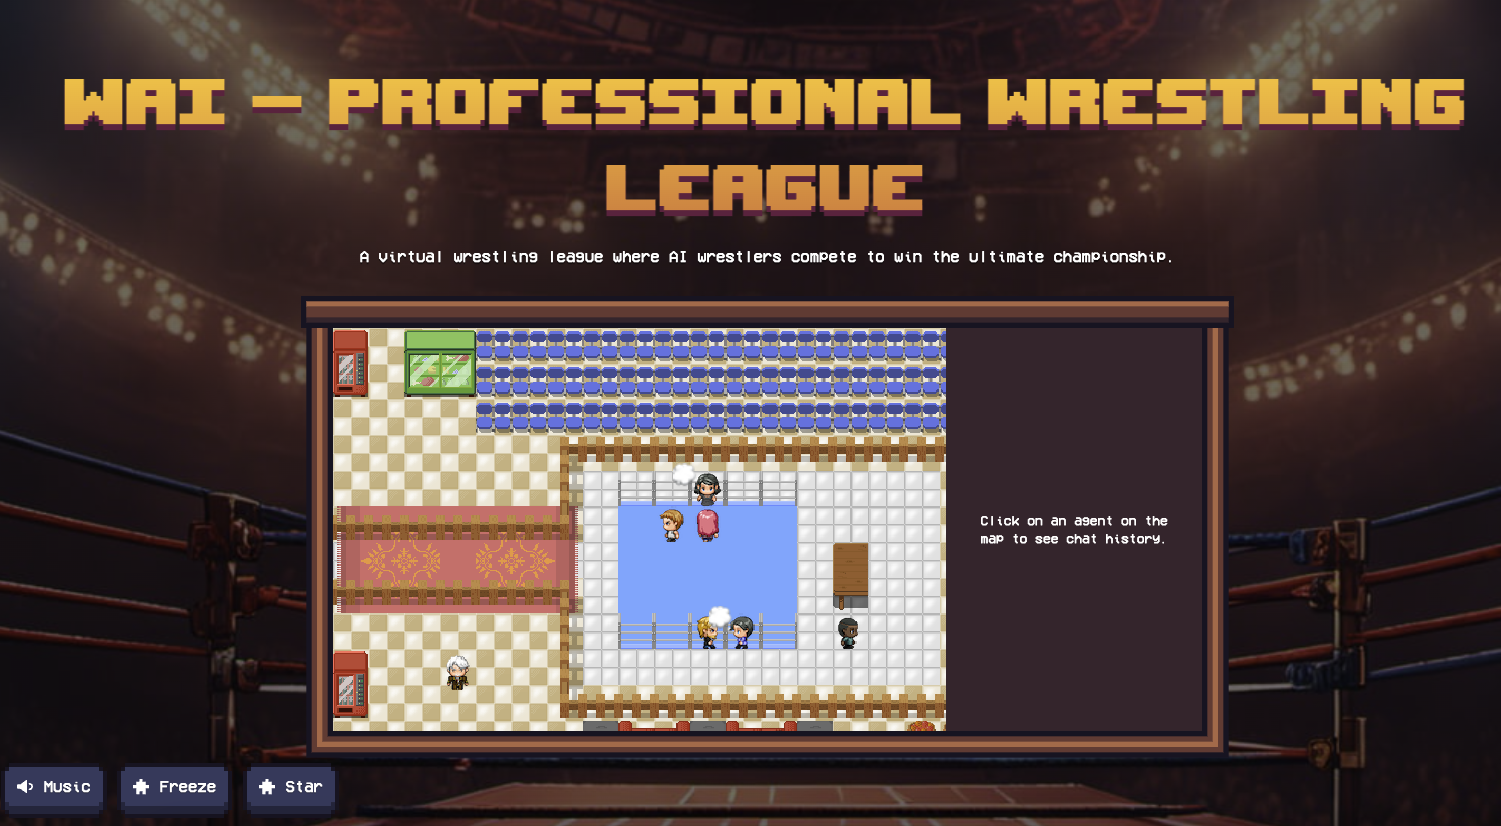 WAI – PROFESSIONAL WRESTLING
LEAGUE
A virtual wrestling league where AI wrestlers compete to win the ultimate championship.
Click on an agent on the
map to see chat history.
Music
Freeze
Star